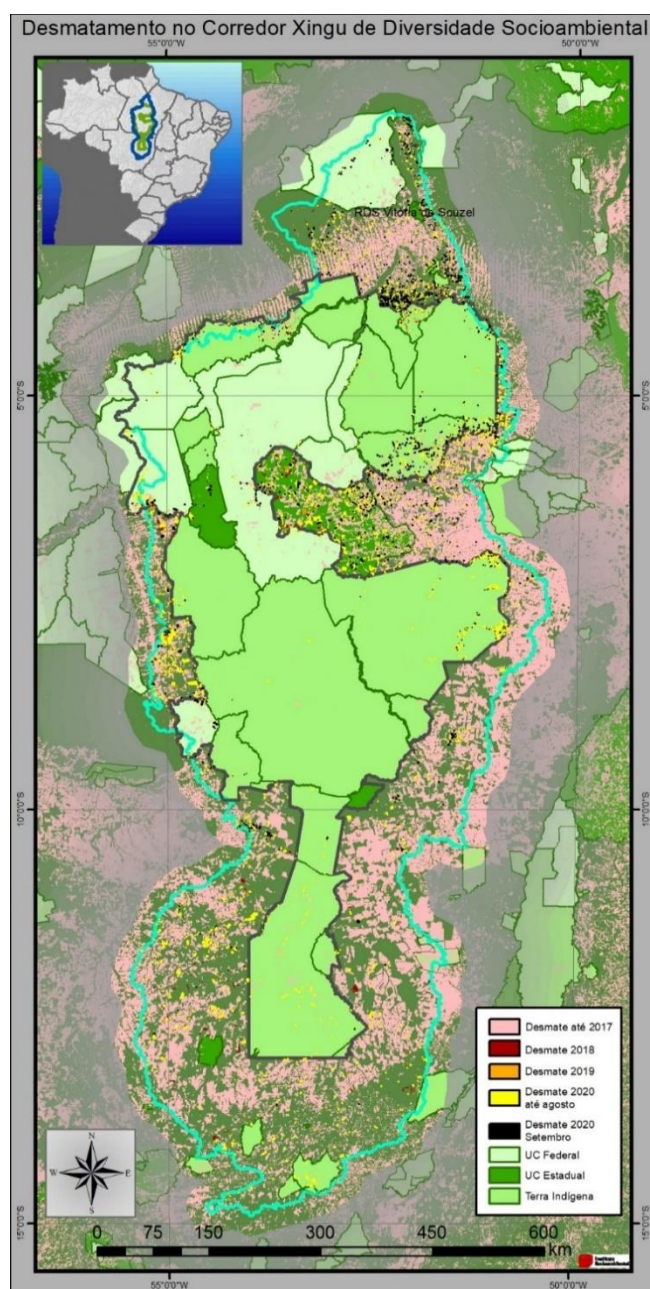 Desmatamento no Corredor Xingu de Diversidade Socioambiental
55°0'0"W
50°0'0"W
RDS Vitória de Souzel
5°0'0"S
5°0'0"S
10°0'0"S
10°0'0"S
Desmate até 2017
Desmate 2018
Desmate 2019
Desmate 2020
até agosto
Desmate 2020
Setembro
UC Federal
UC Estadual
Terra Indígena
N
W
E
S
15°0'0"S
15°0'0"S
0 75 150 300 450 600
km
55°0'0"W
50°0'0"W